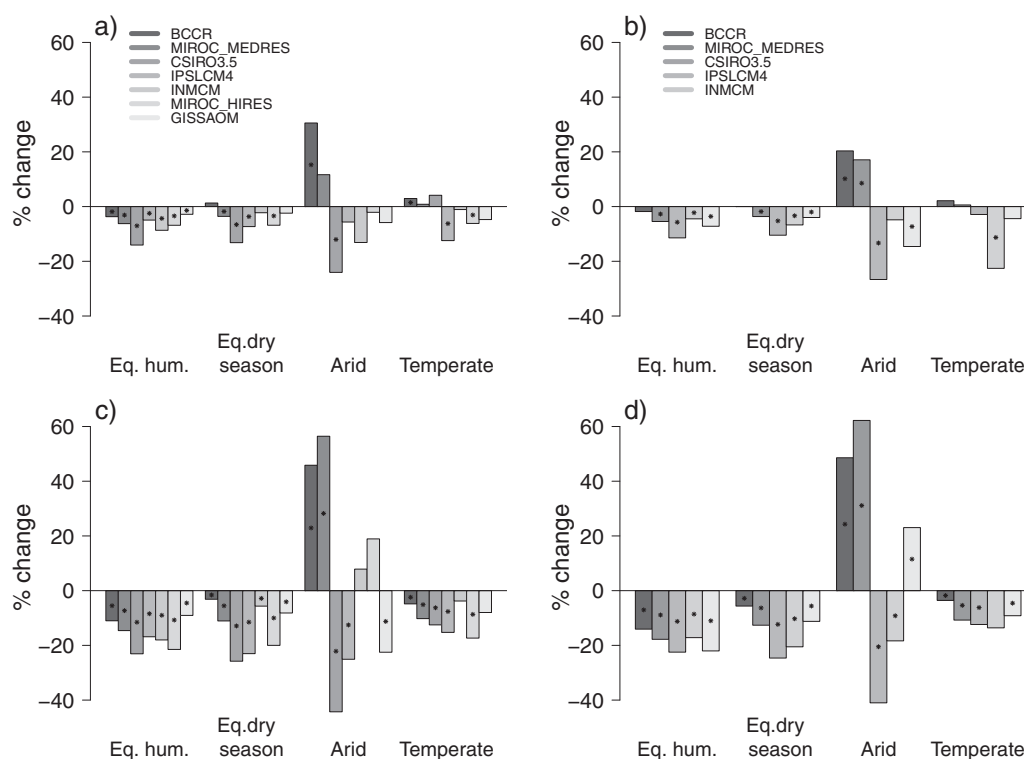 a)
BCCR
MIROC_MEDRES
CSIRO3.5
IPSLCM4
INMCM
MIROC_HIRES
GISSAOM
% change
60
40
20
0
−20
−40
Eq. hum.
Eq.dry
season
Arid
Temperate
b)
BCCR
MIROC_MEDRES
CSIRO3.5
IPSLCM4
INMCM
% change
60
40
20
0
−20
−40
Eq. hum.
Eq.dry
season
Arid
Temperate
c)
% change
60
40
20
0
−20
−40
Eq. hum.
Eq.dry
season
Arid
Temperate
d)
% change
60
40
20
0
−20
−40
Eq. hum.
Eq.dry
season
Arid
Temperate